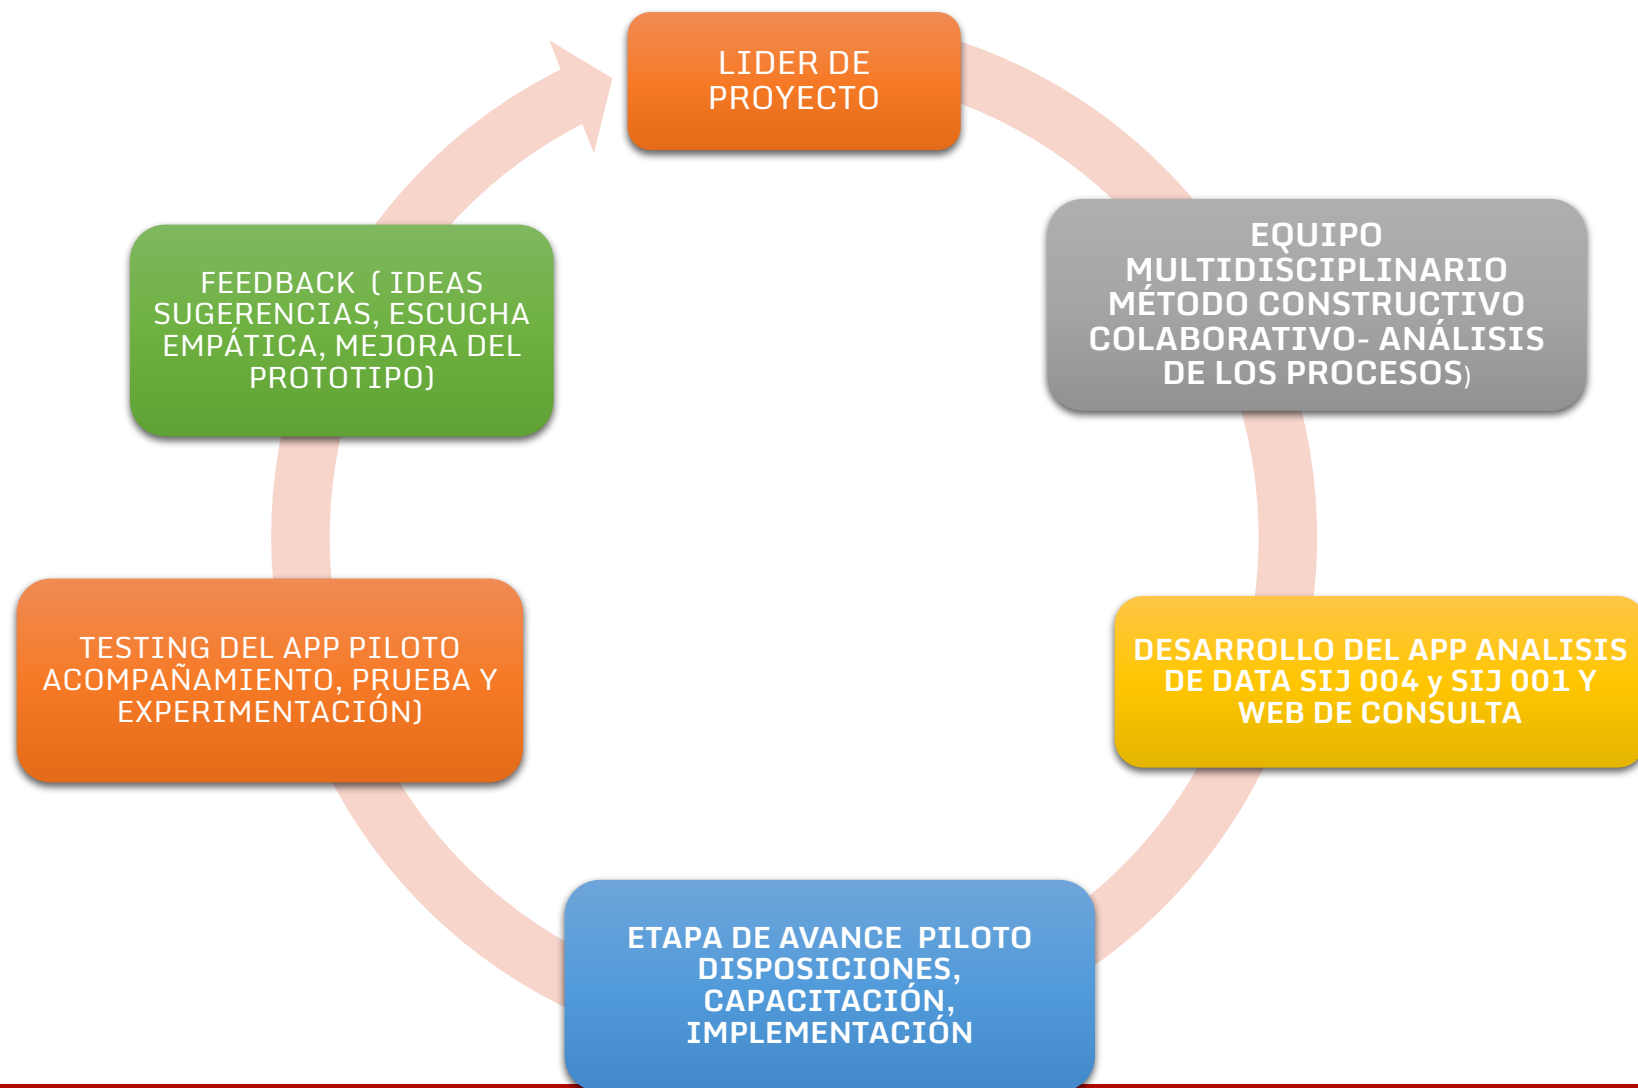 LIDER DE
PROYECTO
EQUIPO
MULTIDISCIPLINARIO
MÉTODO CONSTRUCTIVO
COLABORATIVO- ANÁLISIS
DE LOS PROCESOS)
DESARROLLO DEL APP ANALISIS
DE DATA SIJ 004 y SIJ 001 Y
WEB DE CONSULTA
ETAPA DE AVANCE PILOTO
DISPOSICIONES,
CAPACITACIÓN,
IMPLEMENTACIÓN
TESTING DEL APP PILOTO
ACOMPAÑAMIENTO, PRUEBA Y
EXPERIMENTACIÓN)
FEEDBACK ( IDEAS
SUGERENCIAS, ESCUCHA
EMPÁTICA, MEJORA DEL
PROTOTIPO)